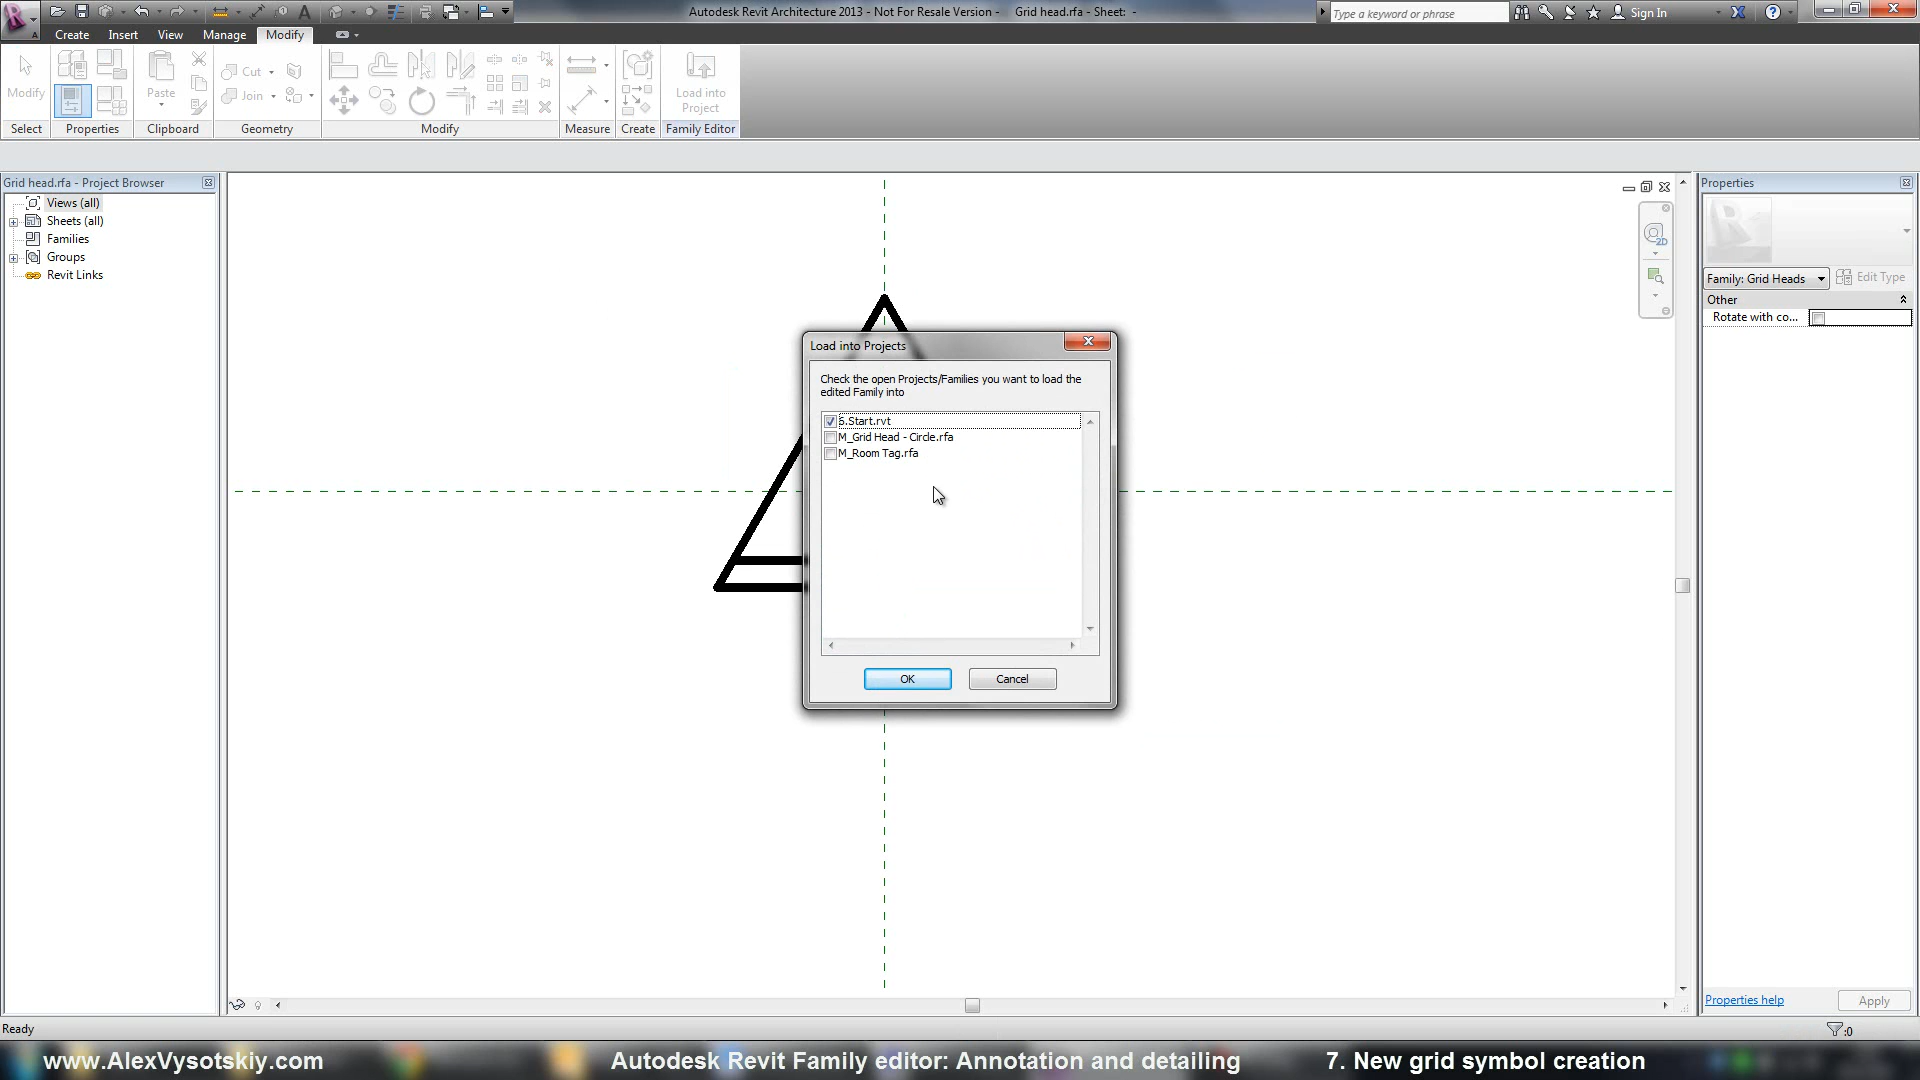 Autodesk Revit Architecture 2013 - Not For Resale Version - Grid head.rfa - Sheet: -
Type a keyword or phrase
Sign In
Create Insert View Manage Modify
Modify
Paste
Cut
Join
Load into
Project
Select Properties Clipboard Geometry Modify Measure Create Family Editor
Grid head.rfa - Project Browser
Views (all)
Sheets (all)
Families
Groups
Revit Links
2D
Load into Projects
Check the open Projects/Families you want to load the
edited Family into
6.Start.rvt
M_Grid Head - Circle.rfa
M_Room Tag.rfa
OK
Cancel
Properties
Family: Grid Heads
Edit Type
Other
Rotate with co...
Properties help
Apply
Ready
:0
www.AlexVysotskiy.com
Autodesk Revit Family editor: Annotation and detailing
7. New grid symbol creation